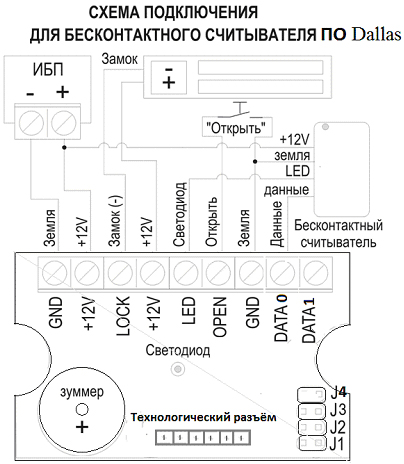 СХЕМА ПОДКЛЮЧЕНИЯ
ДЛЯ БЕСКОНТАКТНОГО СЧИТЫВАТЕЛЯ ПО Dallas
ИБП
- +
Замок
+
-
"Открыть"
+12V
земля
LED
данные
Бесконтактный
считыватель
Земля
+12V
Замок (-)
+12V
Светодиод
Открыть
Земля
Данные
GND
+12V
LOCK
+12V
LED
OPEN
GND
DATA 0
DATA 1
Светодиод
зуммер
+
Технологический разъём
J4
J3
J2
J1